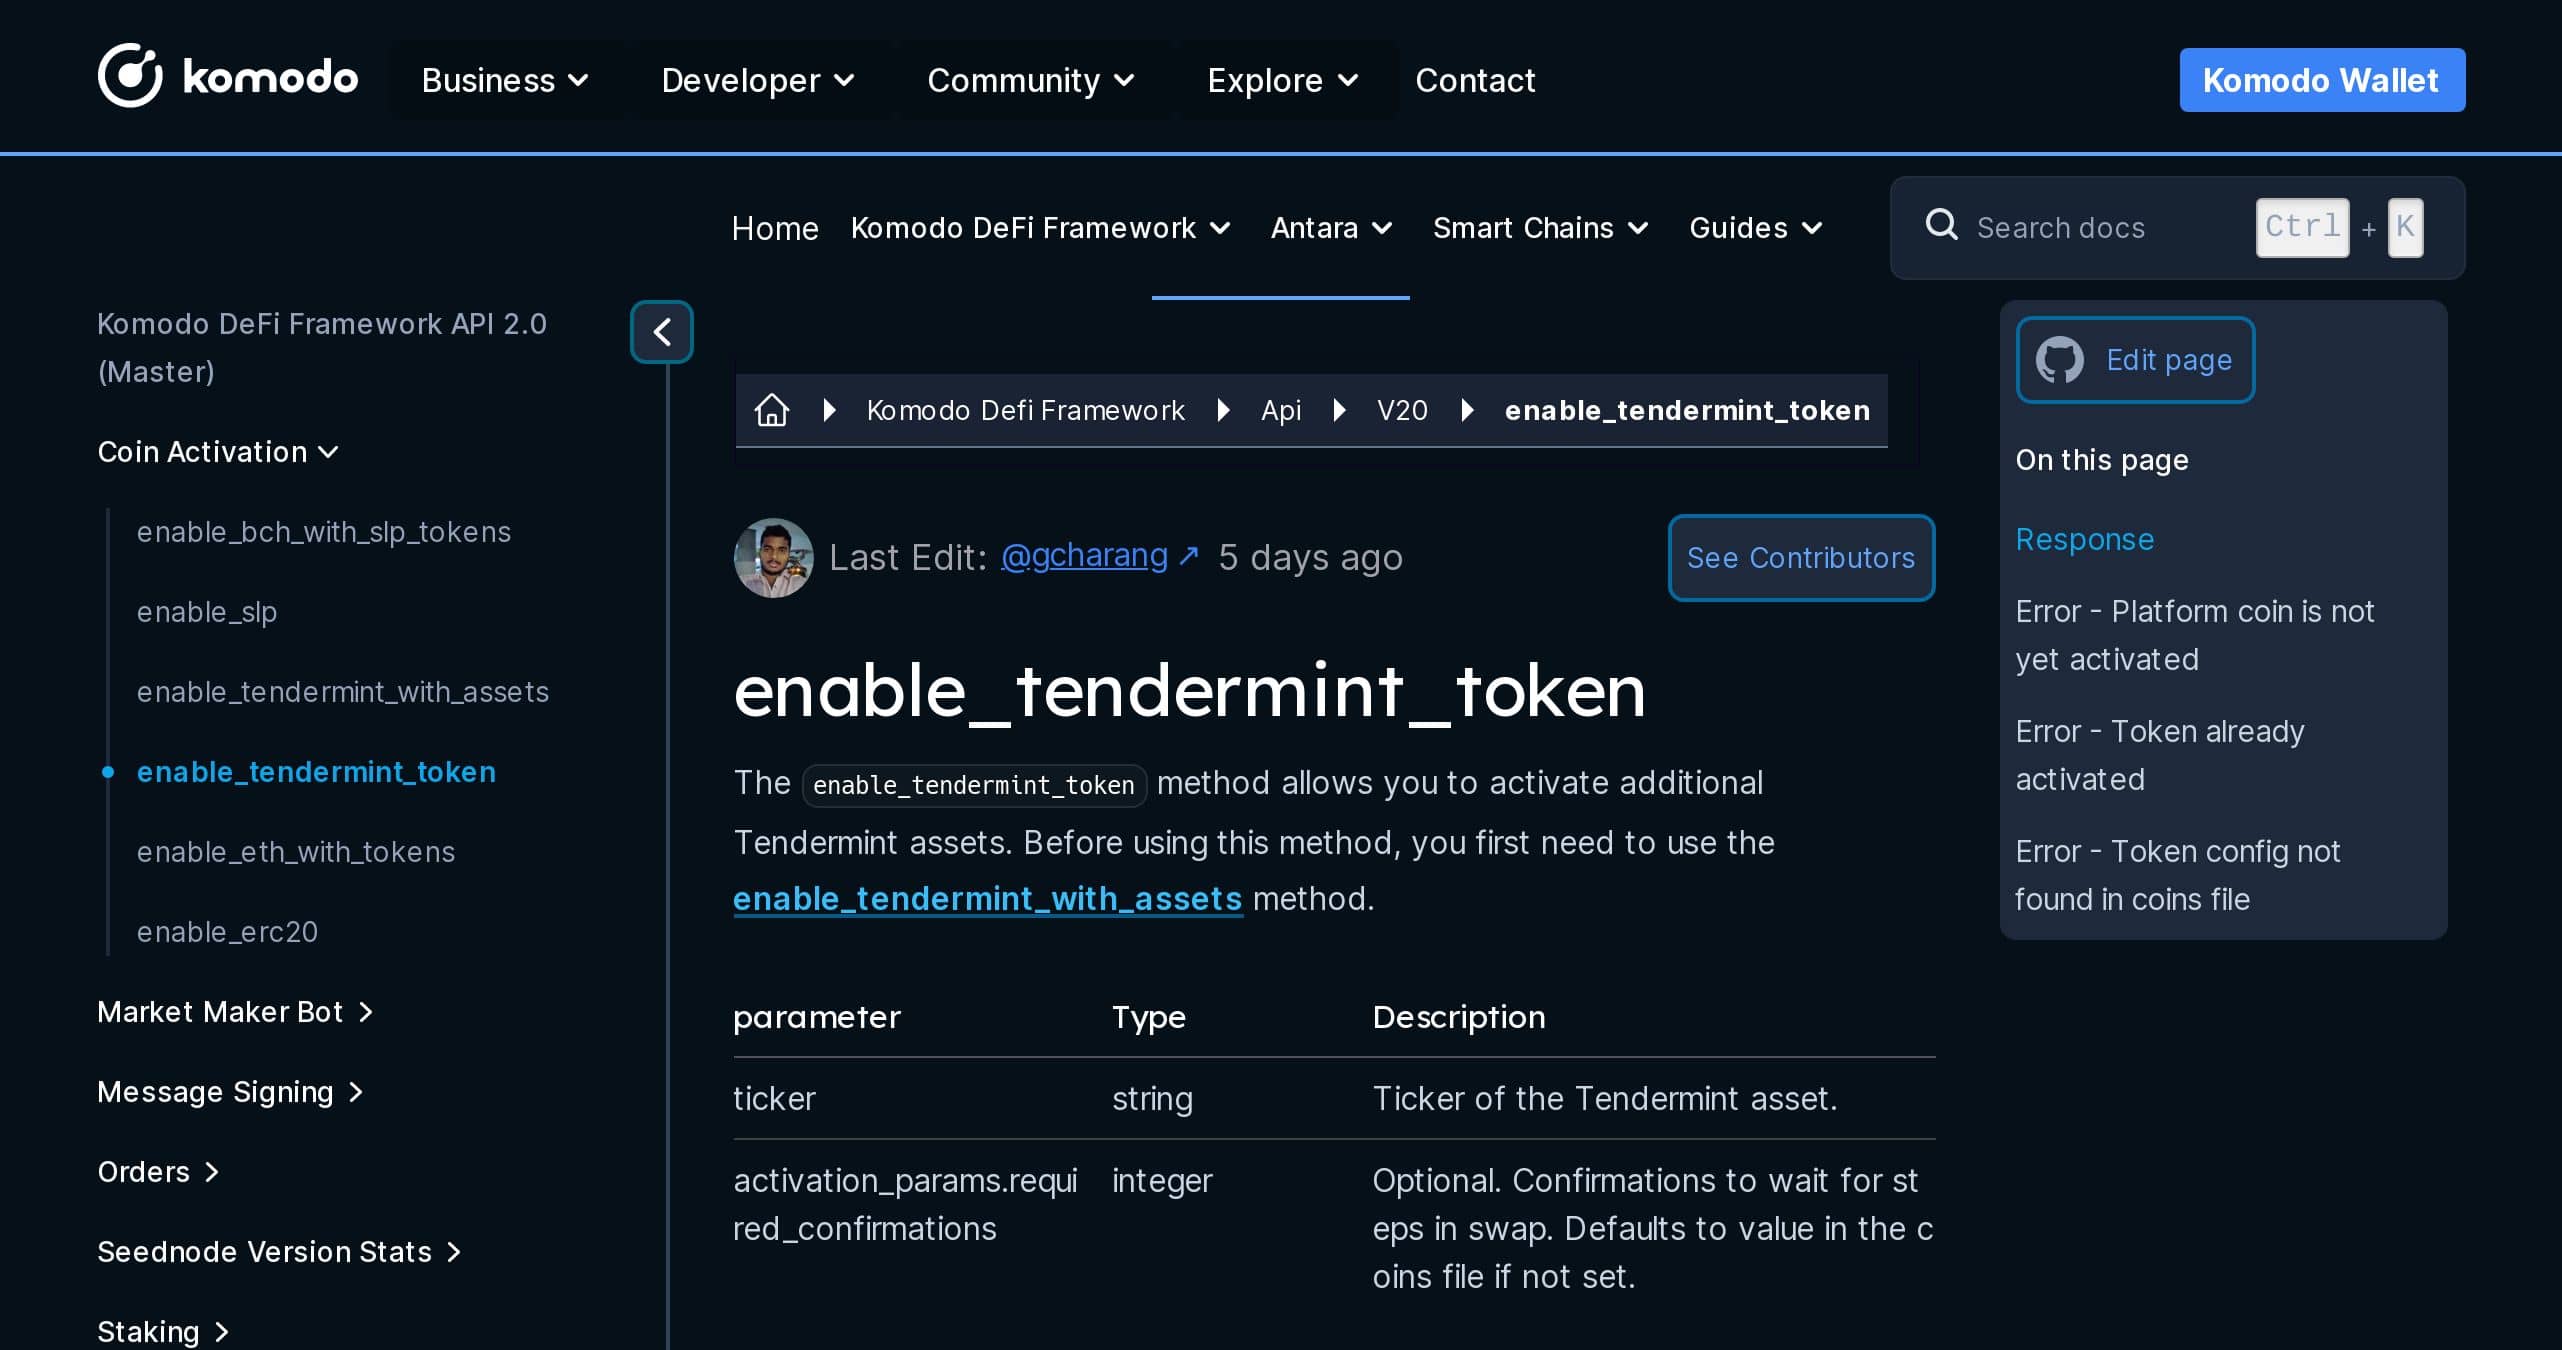 komodo
Business
Developer
Community
Explore
Contact
Komodo Wallet
Home
Komodo DeFi Framework
Antara
Smart Chains
Guides
Search docs
Ctrl + K
Komodo DeFi Framework API 2.0
(Master)
Coin Activation
enable_bch_with_slp_tokens
enable_slp
enable_tendermint_with_assets
enable_tendermint_token
enable_eth_with_tokens
enable_erc20
Market Maker Bot
Message Signing
Orders
Seednode Version Stats
Staking
Komodo Defi Framework
Api
V20
enable_tendermint_token
Last Edit: @gcharang ↗ 5 days ago
See Contributors
enable_tendermint_token
The enable_tendermint_token method allows you to activate additional
Tendermint assets. Before using this method, you first need to use the
enable_tendermint_with_assets method.
parameter Type Description
ticker string Ticker of the Tendermint asset.
activation_params.requi integer Optional. Confirmations to wait for st
red_confirmations eps in swap. Defaults to value in the c
oins file if not set.
Edit page
On this page
Response
Error - Platform coin is not
yet activated
Error - Token already
activated
Error - Token config not
found in coins file